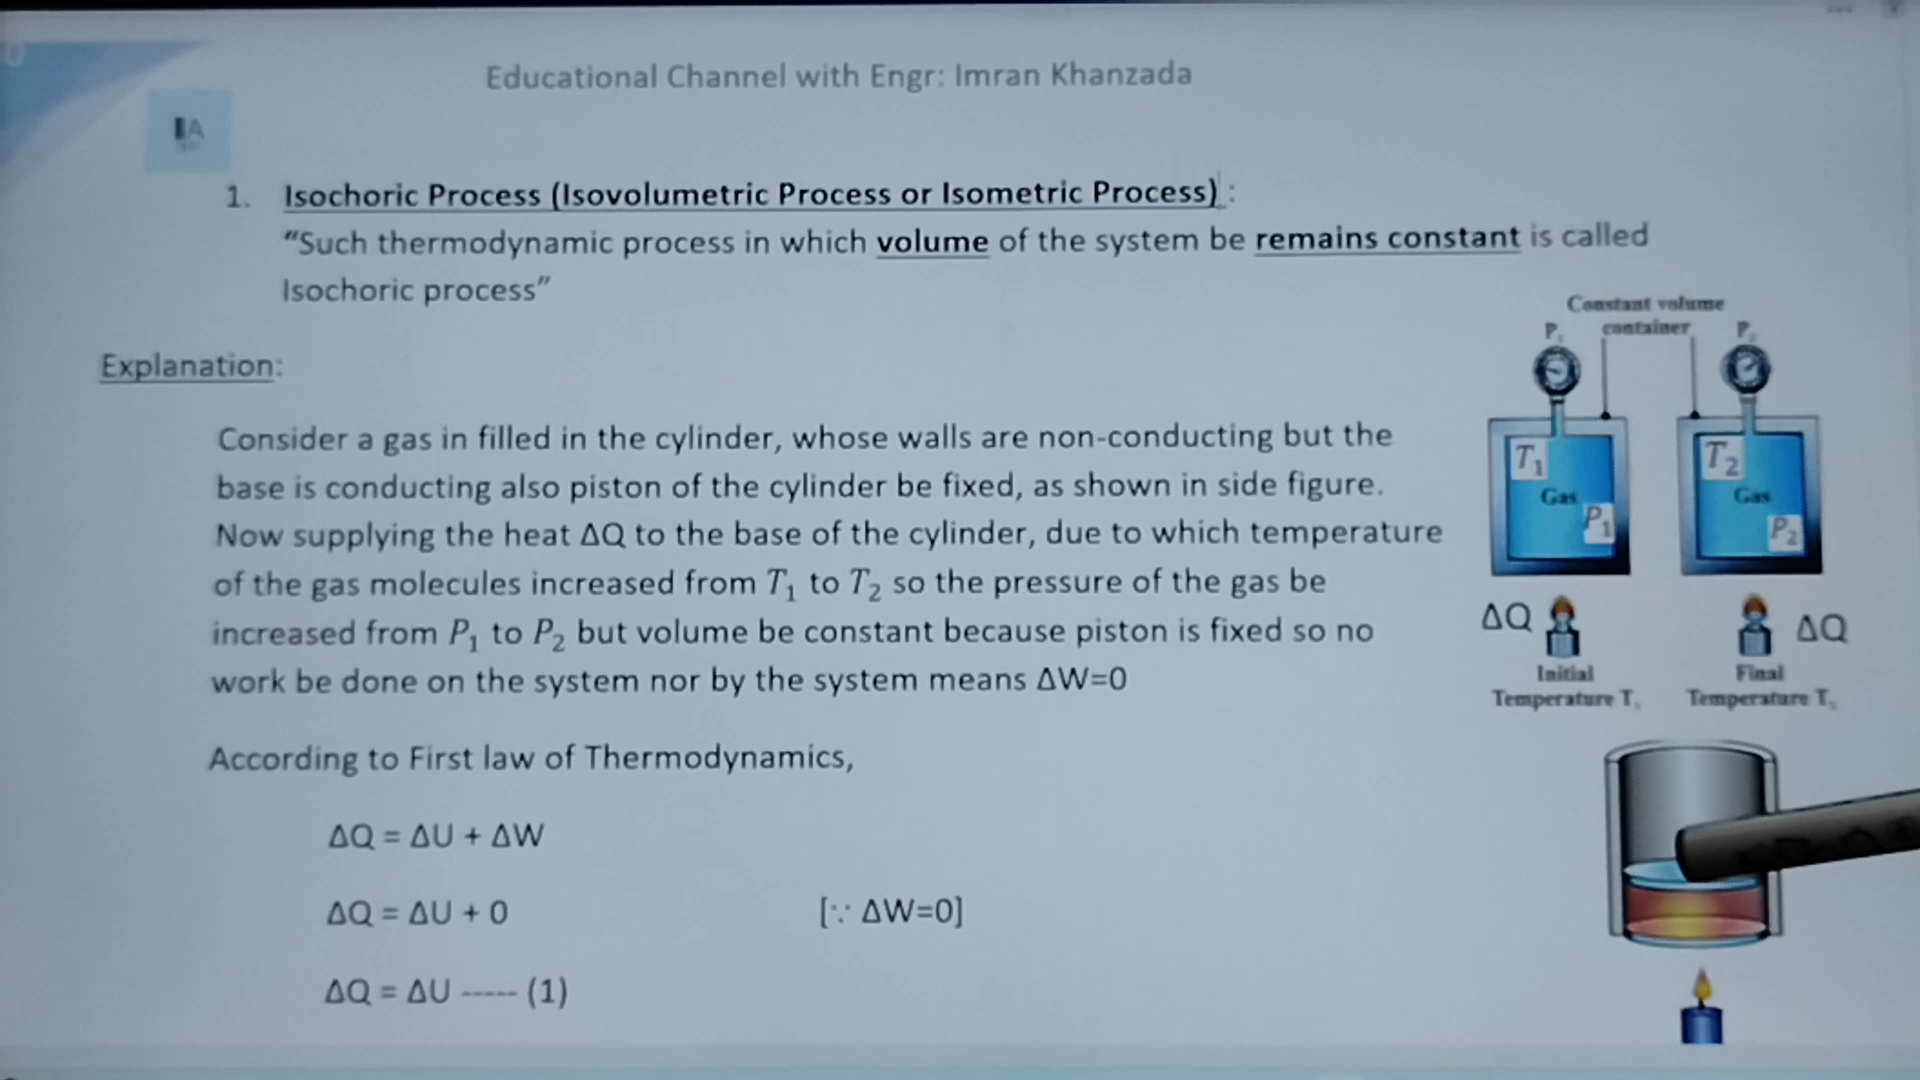 Educational Channel with Engr: Imran Khanzada
1. Isochoric Process (Isovolumetric Process or Isometric Process) :
"Such thermodynamic process in which volume of the system be remains constant is called
Isochoric process"
Constant volume
container
P₁ P₂
Explanation:
Consider a gas in filled in the cylinder, whose walls are non-conducting but the
base is conducting also piston of the cylinder be fixed, as shown in side figure.
Now supplying the heat ΔQ to the base of the cylinder, due to which temperature
of the gas molecules increased from T₁ to T₂ so the pressure of the gas be
increased from P₁ to P₂ but volume be constant because piston is fixed so no
work be done on the system nor by the system means ΔW=0
T₁ T₂
Gas Gas
P₁ P₂
ΔQ ΔQ
Initial
Temperature T₁
Final
Temperature T₂
According to First law of Thermodynamics,
ΔQ = ΔU + ΔW
ΔQ = ΔU + 0 [∵ ΔW=0]
ΔQ = ΔU ----- (1)